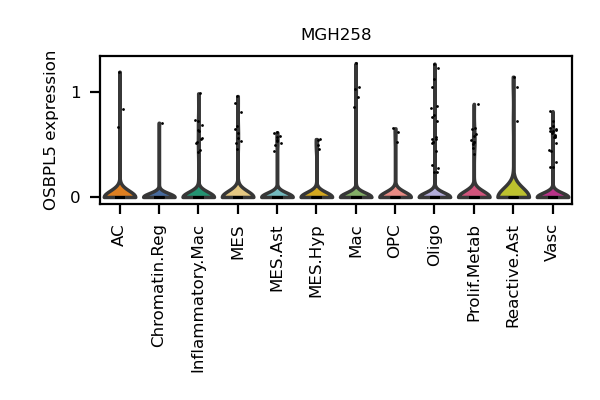 MGH258
OSBPL5 expression
1
0
AC
Chromatin.Reg
Inflammatory.Mac
MES
MES.Ast
MES.Hyp
Mac
OPC
Oligo
Prolif.Metab
Reactive.Ast
Vasc